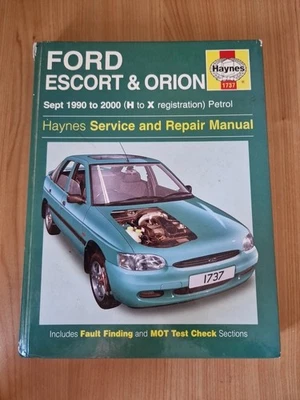 FORD
ESCORT & ORION
Haynes
1737
Sept 1990 to 2000 (H to X registration) Petrol
Haynes Service and Repair Manual
1737
Includes Fault Finding and MOT Test Check Sections